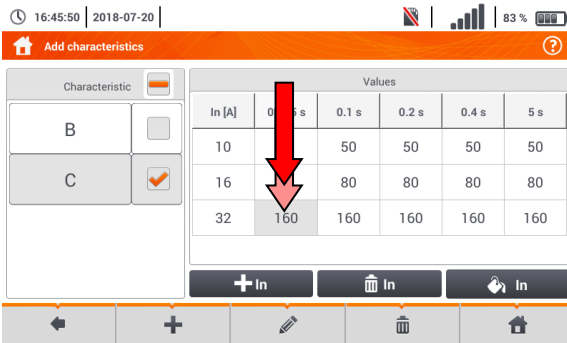 16:45:50 2018-07-20 83 %
Add characteristics ?
Characteristic Values
In [A] 0.1 s 0.2 s 0.4 s 5 s
B
10 50 50 50 50
C
16 80 80 80 80
32 160 160 160 160 160
In In In